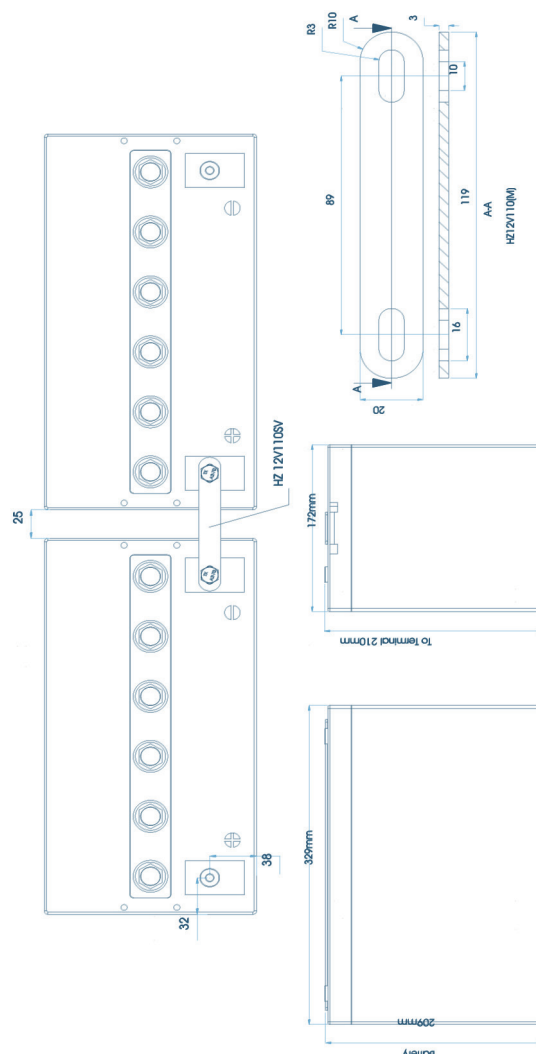 R3
R10
A
3
10
89
119
A-A
HZ12V110(M)
16
A
20
25
HZ 12V110SV
172mm
To Terminal 210mm
38
32
329mm
209mm
Battery